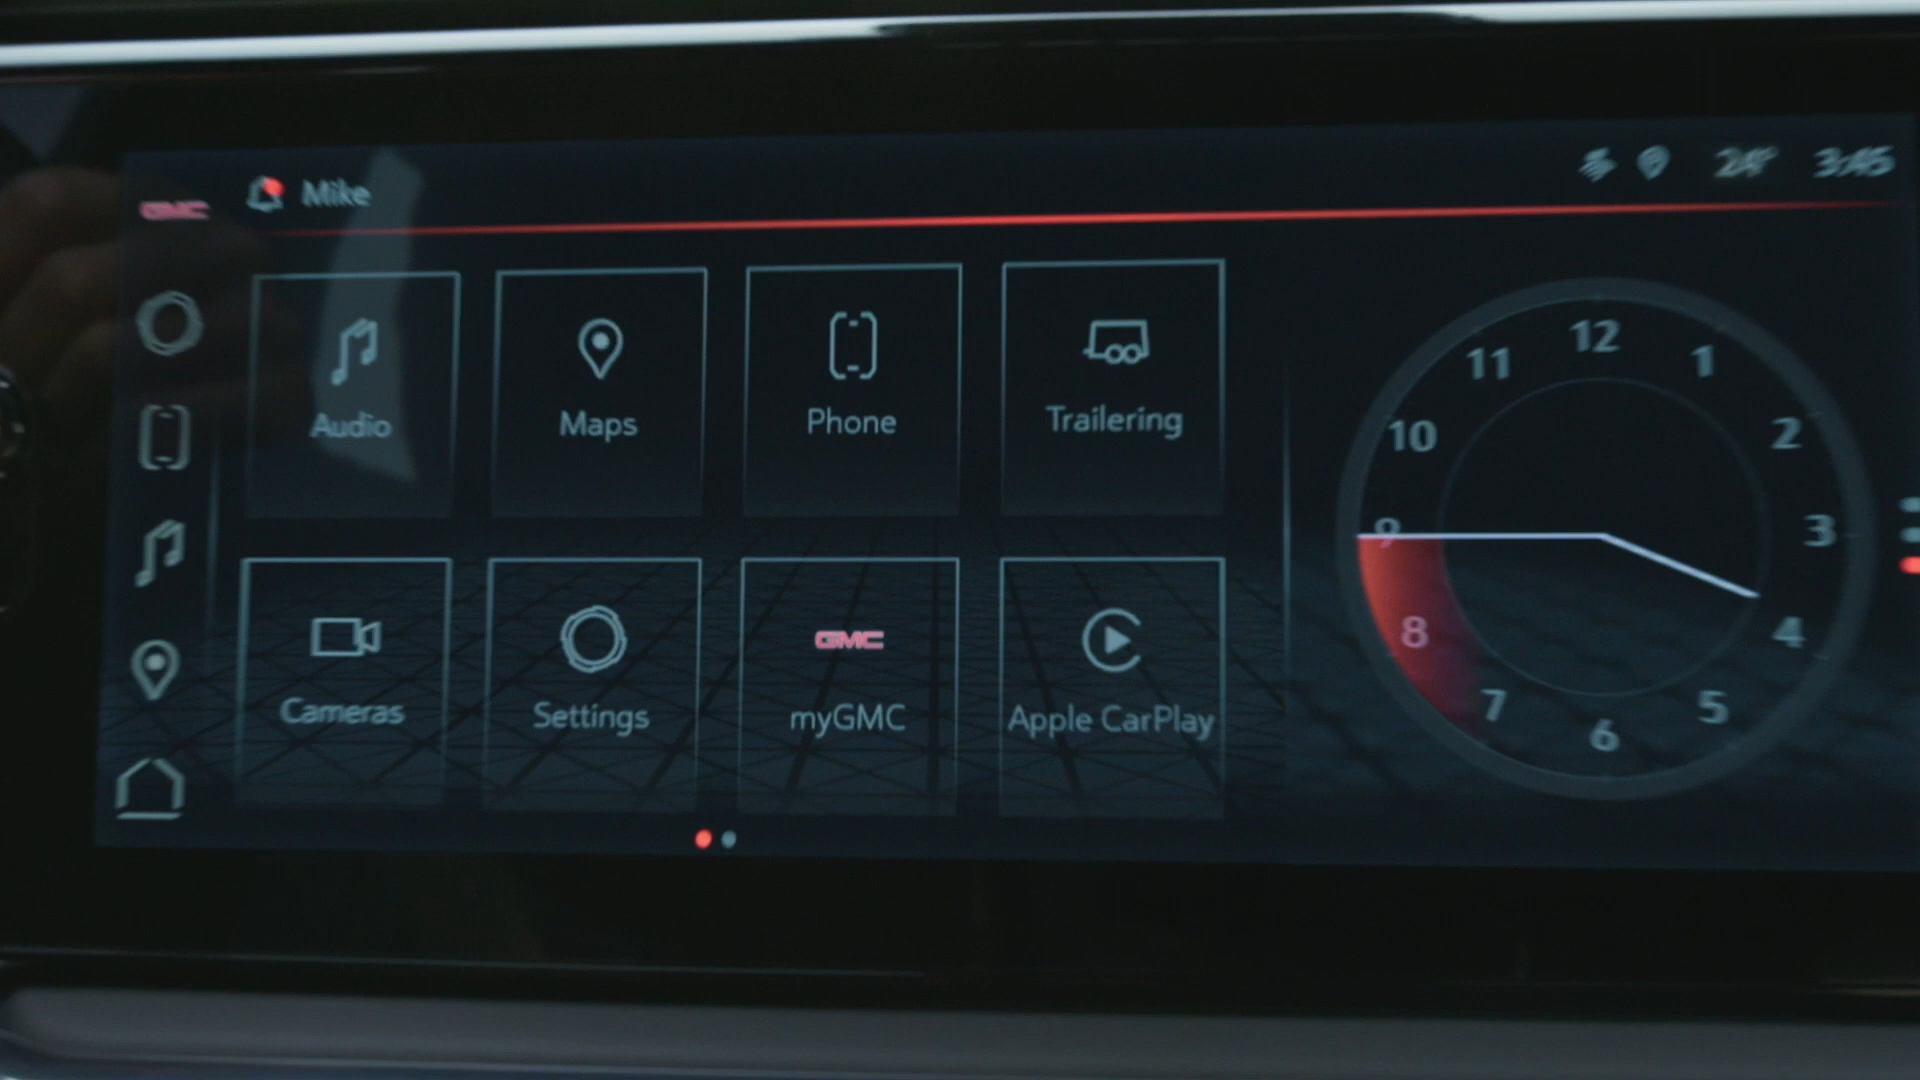 GMC Mike 24° 3:45
Audio Maps Phone Trailering
Cameras Settings GMC myGMC Apple CarPlay
12
11 1
10 2
9 3
8 4
7 5
6